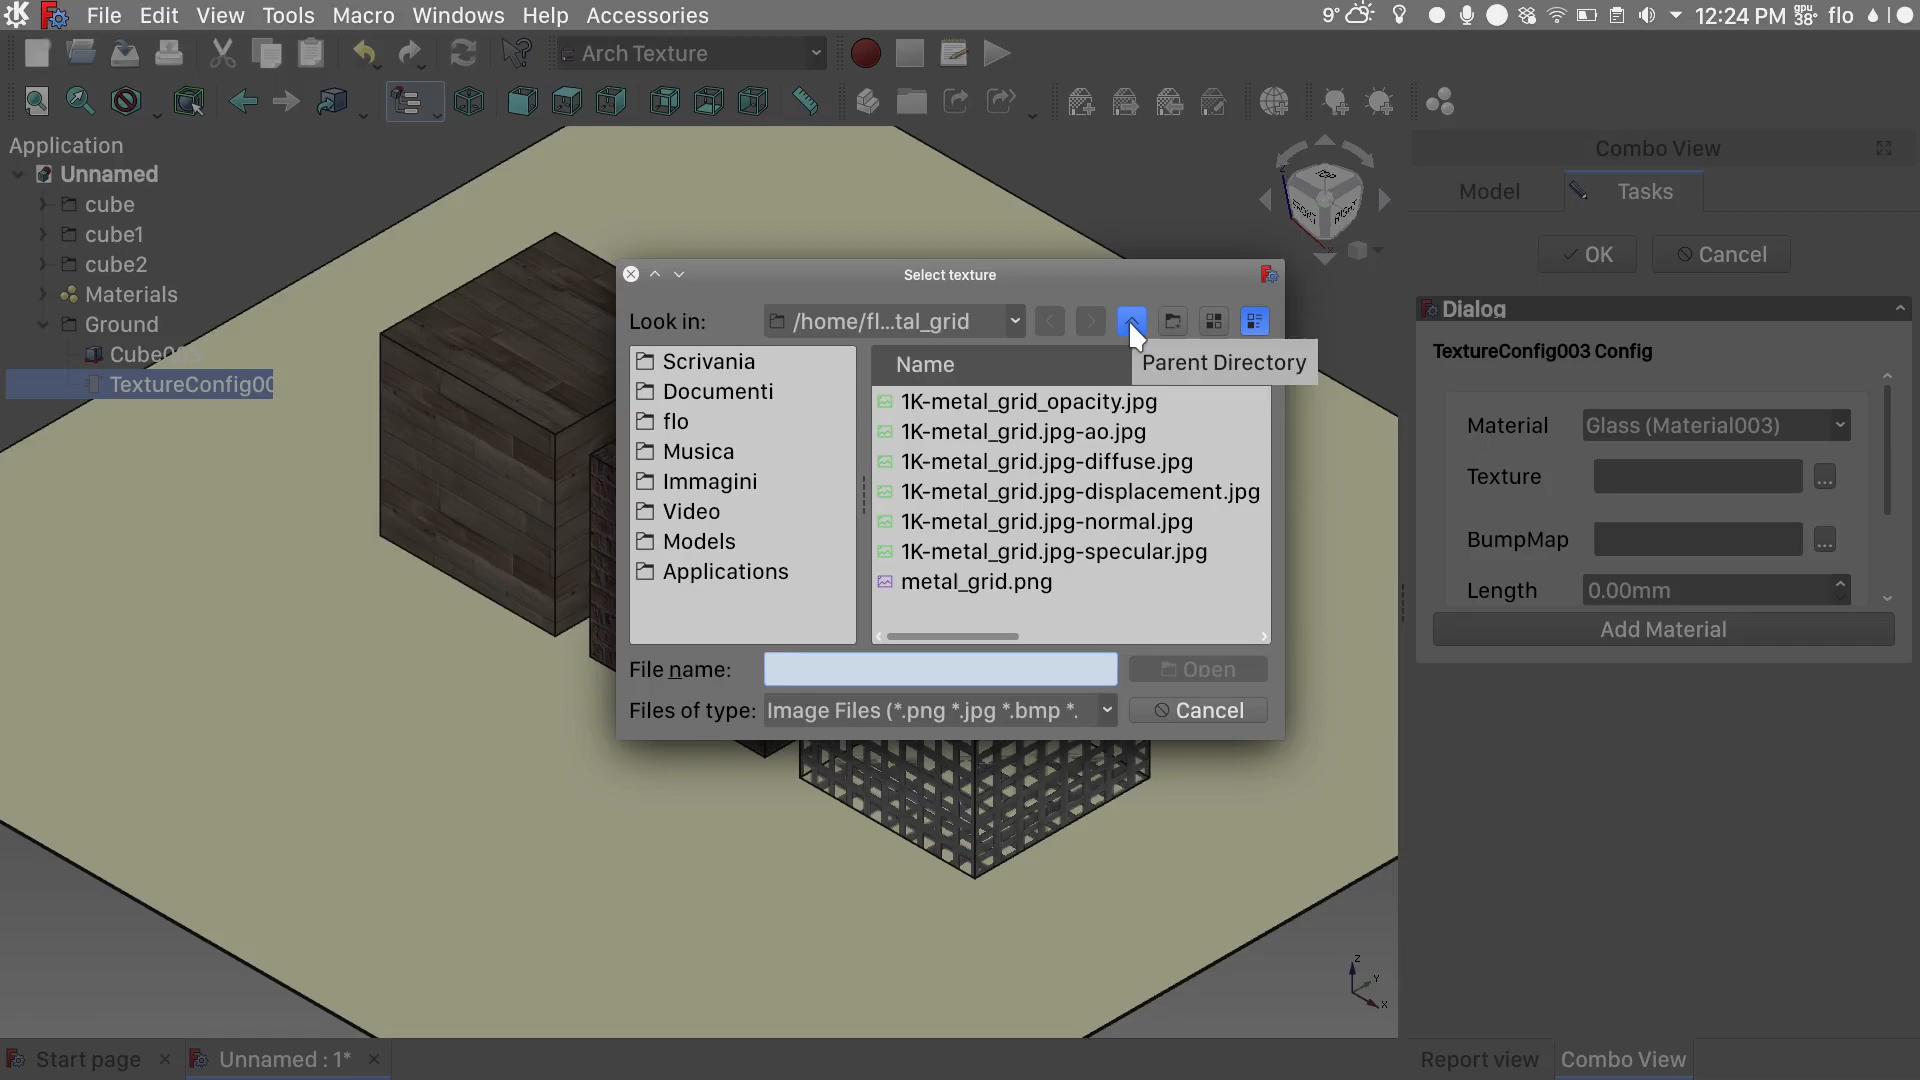 File Edit View Tools Macro Windows Help Accessories
9° 12:24 PM gpu 38° flo
Arch Texture
Application
Unnamed
cube
cube1
cube2
Materials
Ground
TextureConfig00
TOP
FRONT
RIGHT
Z
Select texture
Look in: /home/fl...tal_grid
Parent Directory
Scrivania
Documenti
flo
Musica
Immagini
Video
Models
Applications
Name
1K-metal_grid_opacity.jpg
1K-metal_grid.jpg-ao.jpg
1K-metal_grid.jpg-diffuse.jpg
1K-metal_grid.jpg-displacement.jpg
1K-metal_grid.jpg-normal.jpg
1K-metal_grid.jpg-specular.jpg
metal_grid.png
File name: Open
Files of type: Image Files (*.png *.jpg *.bmp *. Cancel
Combo View
Model Tasks
OK Cancel
Dialog
TextureConfig003 Config
Material Glass (Material003)
Texture ...
BumpMap ...
Length 0.00mm
Add Material
Z
Y
X
Start page Unnamed : 1*
Report view Combo View